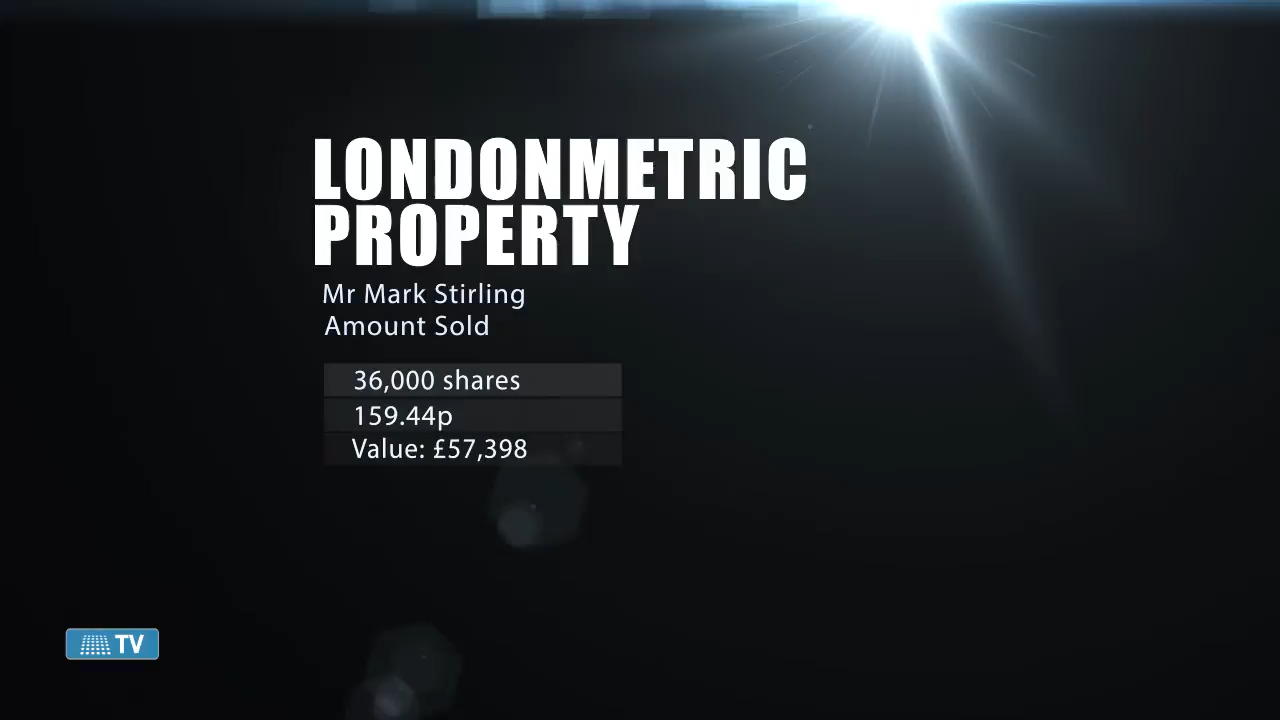 LONDONMETRIC
PROPERTY
Mr Mark Stirling
Amount Sold
36,000 shares
159.44p
Value: £57,398
TV